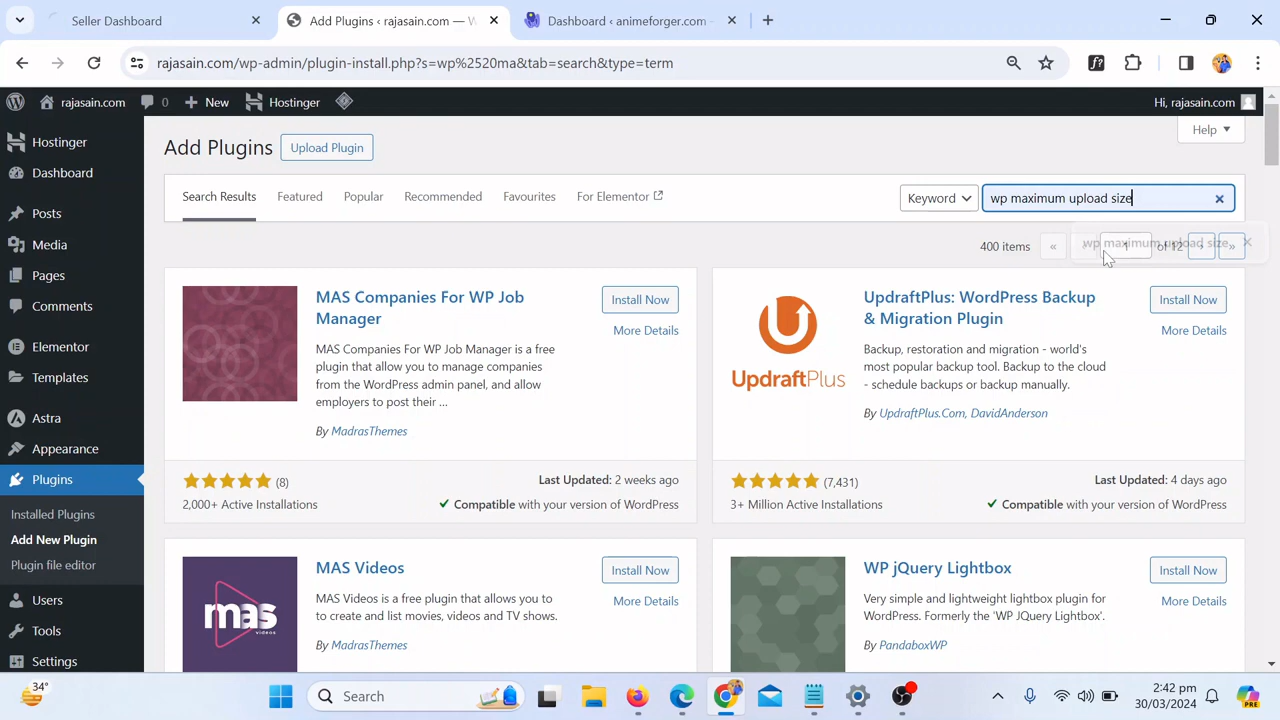 Seller Dashboard
Add Plugins ‹ rajasain.com — W
Dashboard ‹ animeforger.com —
rajasain.com/wp-admin/plugin-install.php?s=wp%2520ma&tab=search&type=term
rajasain.com
0
New
Hostinger
Hi, rajasain.com
Hostinger
Dashboard
Posts
Media
Pages
Comments
Elementor
Templates
Astra
Appearance
Plugins
Installed Plugins
Add New Plugin
Plugin file editor
Users
Tools
Settings
Add Plugins
Upload Plugin
Help
Search Results
Featured
Popular
Recommended
Favourites
For Elementor
Keyword
wp maximum upload size
wp maximum upload size
400 items
«
‹
1
of 12
›
»
MAS Companies For WP Job
Manager
Install Now
More Details
MAS Companies For WP Job Manager is a free
plugin that allow you to manage companies
from the WordPress admin panel, and allow
employers to post their ...
By MadrasThemes
(8)
Last Updated: 2 weeks ago
2,000+ Active Installations
Compatible with your version of WordPress
UpdraftPlus: WordPress Backup
& Migration Plugin
Install Now
More Details
Backup, restoration and migration - world's
most popular backup tool. Backup to the cloud
- schedule backups or backup manually.
By UpdraftPlus.Com, DavidAnderson
UpdraftPlus
(7,431)
Last Updated: 4 days ago
3+ Million Active Installations
Compatible with your version of WordPress
MAS Videos
Install Now
More Details
MAS Videos is a free plugin that allows you to
to create and list movies, videos and TV shows.
By MadrasThemes
mas
videos
WP jQuery Lightbox
Install Now
More Details
Very simple and lightweight lightbox plugin for
WordPress. Formerly the 'WP JQuery Lightbox'.
By PandaboxWP
34°
Search
2:42 pm
30/03/2024
PRE